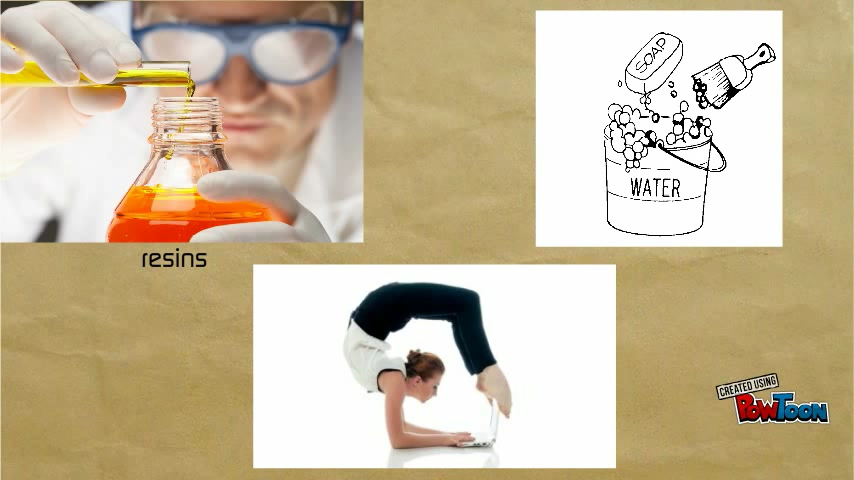 SOAP
WATER
resins
CREATED USING
POWTOON